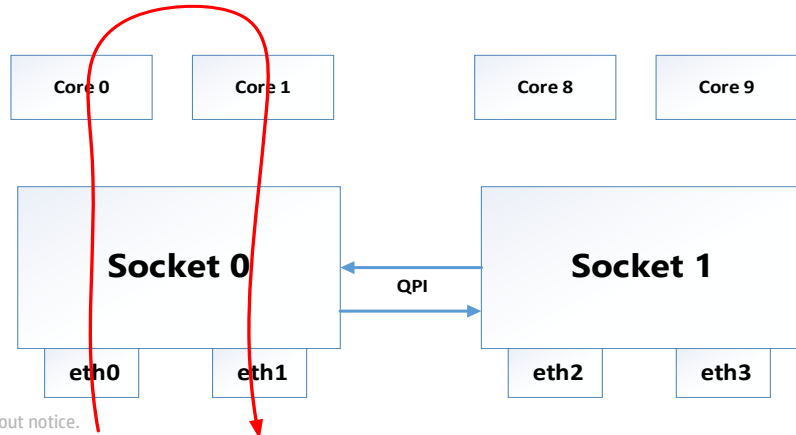 Core 0
Core 1
Core 8
Core 9
Socket 0
QPI
Socket 1
eth0
eth1
eth2
eth3
out notice.